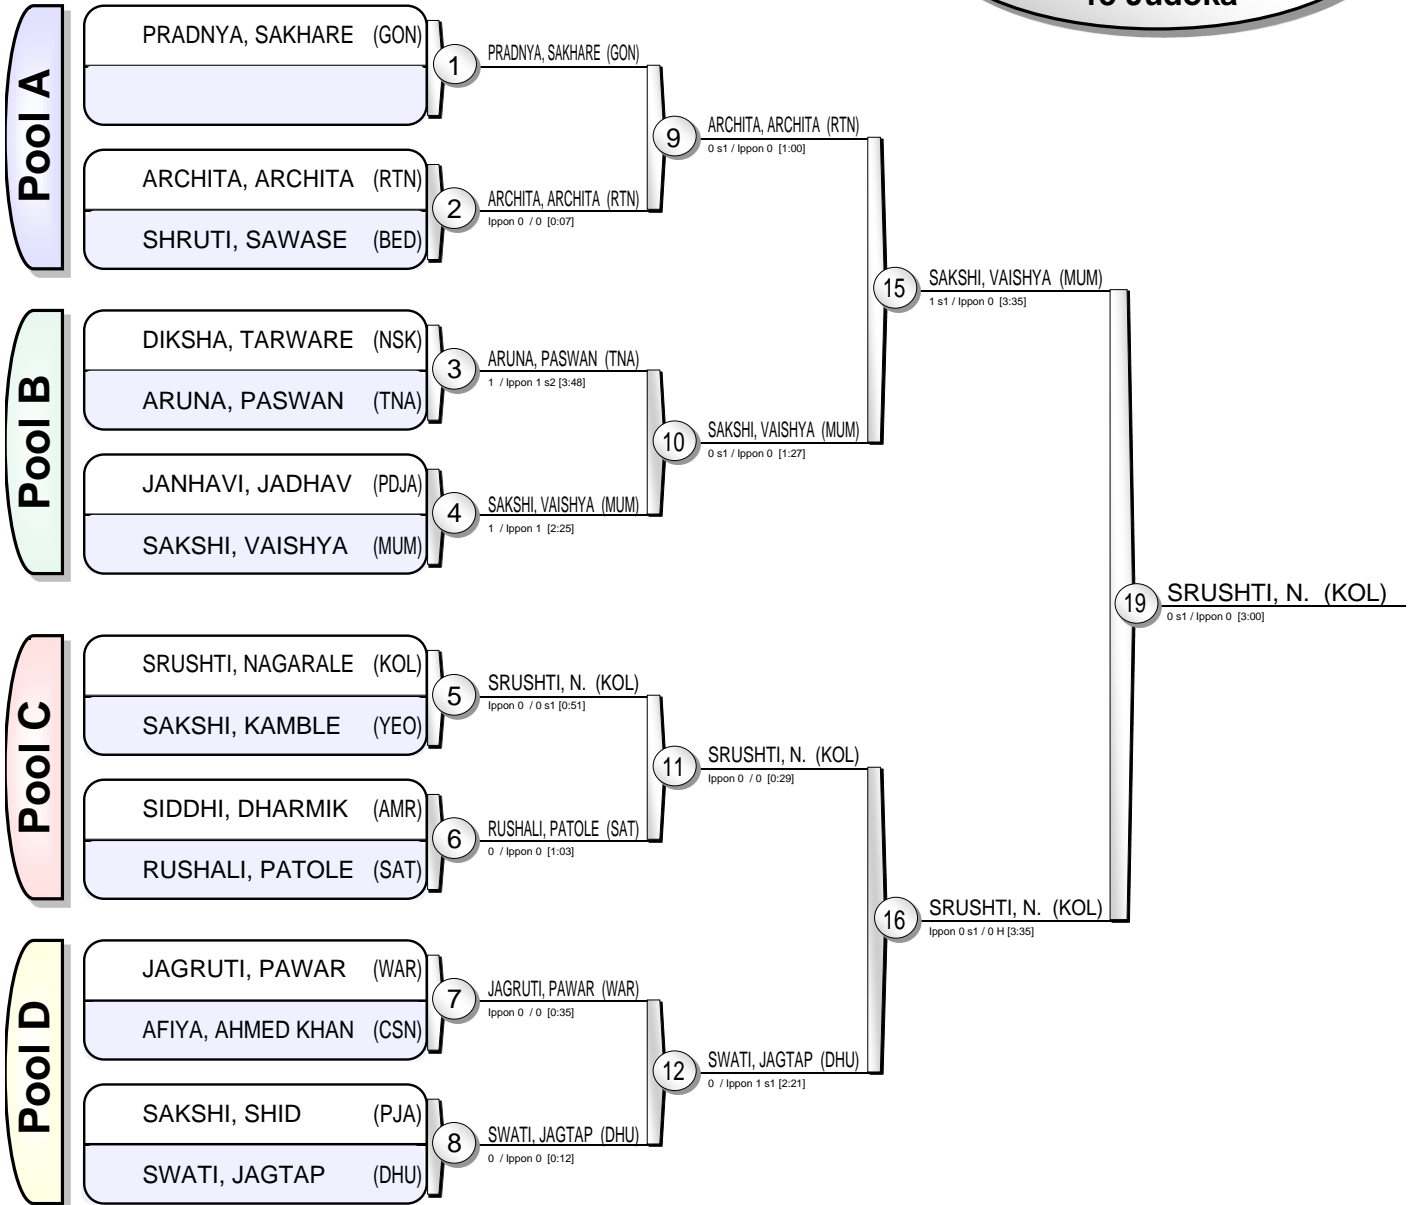 Pool A
PRADNYA, SAKHARE (GON)
ARCHITA, ARCHITA (RTN)
SHRUTI, SAWASE (BED)
Pool B
DIKSHA, TARWARE (NSK)
ARUNA, PASWAN (TNA)
JANHAVI, JADHAV (PDJA)
SAKSHI, VAISHYA (MUM)
Pool C
SRUSHTI, NAGARALE (KOL)
SAKSHI, KAMBLE (YEO)
SIDDHI, DHARMIK (AMR)
RUSHALI, PATOLE (SAT)
Pool D
JAGRUTI, PAWAR (WAR)
AFIYA, AHMED KHAN (CSN)
SAKSHI, SHID (PJA)
SWATI, JAGTAP (DHU)
1
PRADNYA, SAKHARE (GON)
2
ARCHITA, ARCHITA (RTN)
Ippon 0 / 0 [0:07]
3
ARUNA, PASWAN (TNA)
1 / Ippon 1 s2 [3:48]
4
SAKSHI, VAISHYA (MUM)
1 / Ippon 1 [2:25]
5
SRUSHTI, N. (KOL)
Ippon 0 / 0 s1 [0:51]
6
RUSHALI, PATOLE (SAT)
0 / Ippon 0 [1:03]
7
JAGRUTI, PAWAR (WAR)
Ippon 0 / 0 [0:35]
8
SWATI, JAGTAP (DHU)
0 / Ippon 0 [0:12]
9
ARCHITA, ARCHITA (RTN)
0 s1 / Ippon 0 [1:00]
10
SAKSHI, VAISHYA (MUM)
0 s1 / Ippon 0 [1:27]
11
SRUSHTI, N. (KOL)
Ippon 0 / 0 [0:29]
12
SWATI, JAGTAP (DHU)
0 / Ippon 1 s1 [2:21]
15
SAKSHI, VAISHYA (MUM)
1 s1 / Ippon 0 [3:35]
16
SRUSHTI, N. (KOL)
Ippon 0 s1 / 0 H [3:35]
19
SRUSHTI, N. (KOL)
0 s1 / Ippon 0 [3:00]
Judoka